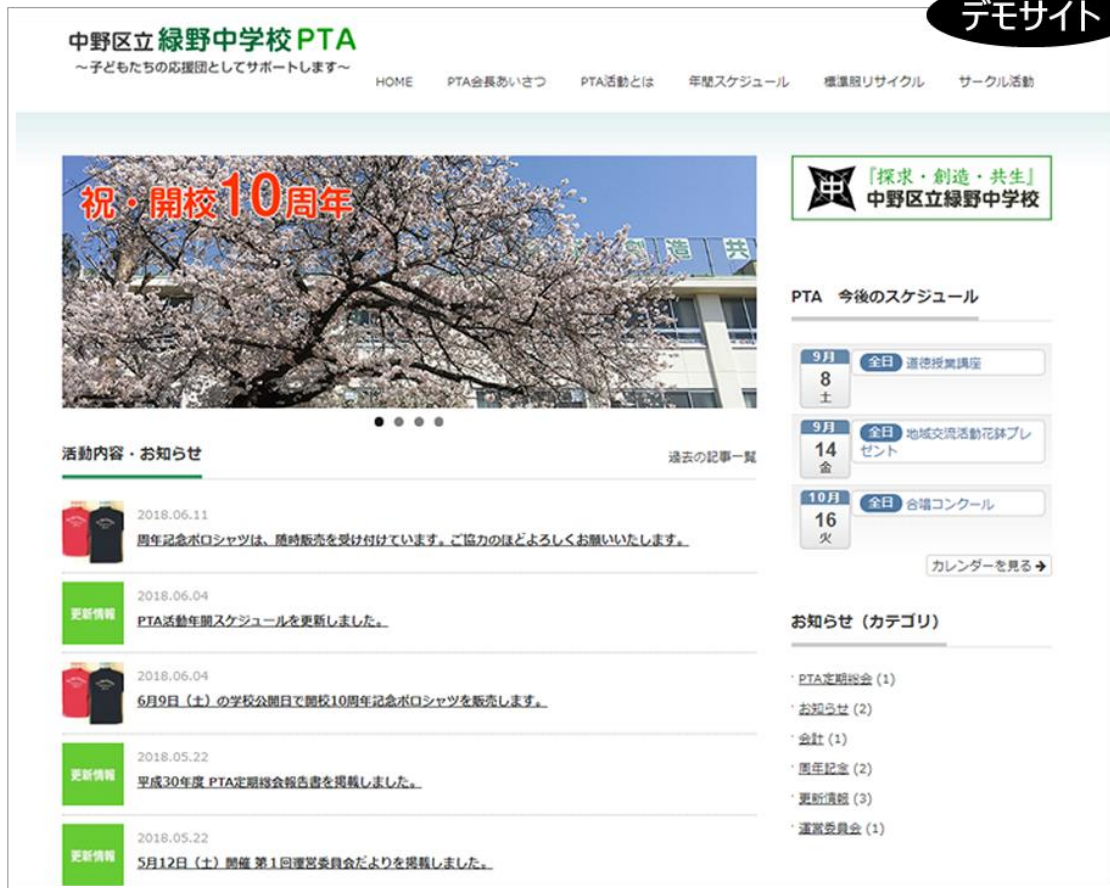 デモサイト
中野区立緑野中学校PTA
～子どもたちの応援団としてサポートします～
HOME PTA会長あいさつ PTA活動とは 年間スケジュール 標準服リサイクル サークル活動
祝・開校10周年
創 造 共
中
『探求・創造・共生』
中野区立緑野中学校
活動内容・お知らせ
過去の記事一覧
2018.06.11
周年記念ポロシャツは、随時販売を受け付けています。ご協力のほどよろしくお願いいたします。
更新情報
2018.06.04
PTA活動年間スケジュールを更新しました。
2018.06.04
6月9日（土）の学校公開日で開校10周年記念ポロシャツを販売します。
更新情報
2018.05.22
平成30年度 PTA定期総会報告書を掲載しました。
更新情報
2018.05.22
5月12日（土）開催 第１回運営委員会だよりを掲載しました。
PTA 今後のスケジュール
9月
8
土
全日 道徳授業講座
9月
14
金
全日 地域交流活動花鉢プレ
ゼント
10月
16
火
全日 合唱コンクール
カレンダーを見る➔
お知らせ（カテゴリ）
PTA定期総会 (1)
お知らせ (2)
会計 (1)
周年記念 (2)
更新情報 (3)
運営委員会 (1)